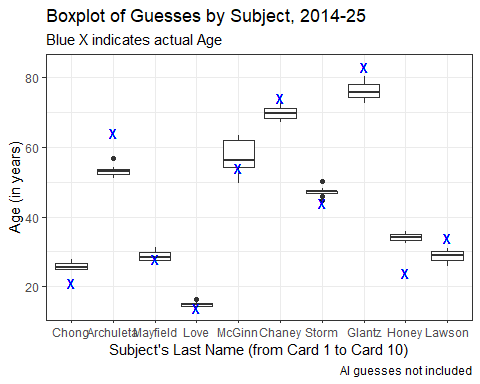 Boxplot of Guesses by Subject, 2014-25
Blue X indicates actual Age
Age (in years)
80
60
40
20
X X X X X X X X X X
Chong Archuleta Mayfield Love McGinn Chaney Storm Glantz Honey Lawson
Subject's Last Name (from Card 1 to Card 10)
AI guesses not included